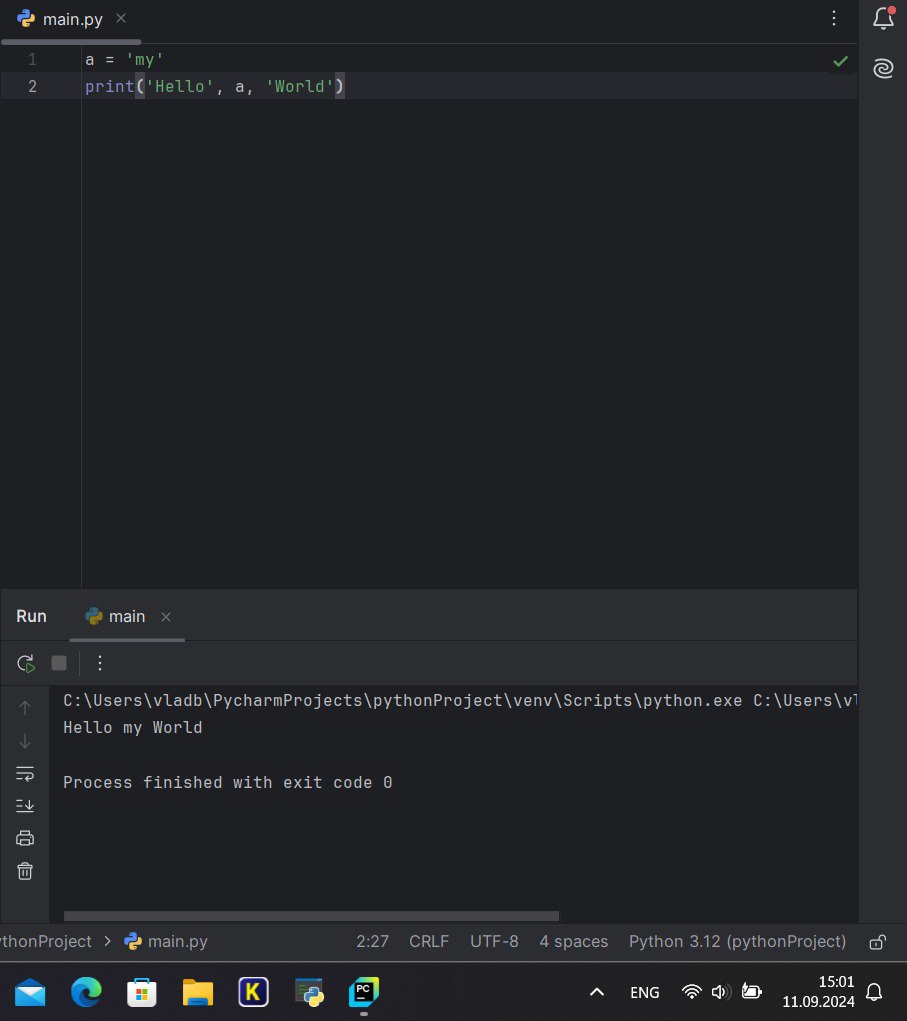 main.py
1 a = 'my'
2 print('Hello', a, 'World')
Run main
C:\Users\vladb\PycharmProjects\pythonProject\venv\Scripts\python.exe C:\Users\vl
Hello my World
Process finished with exit code 0
ythonProject > main.py 2:27 CRLF UTF-8 4 spaces Python 3.12 (pythonProject)
K PC ENG 15:01
11.09.2024